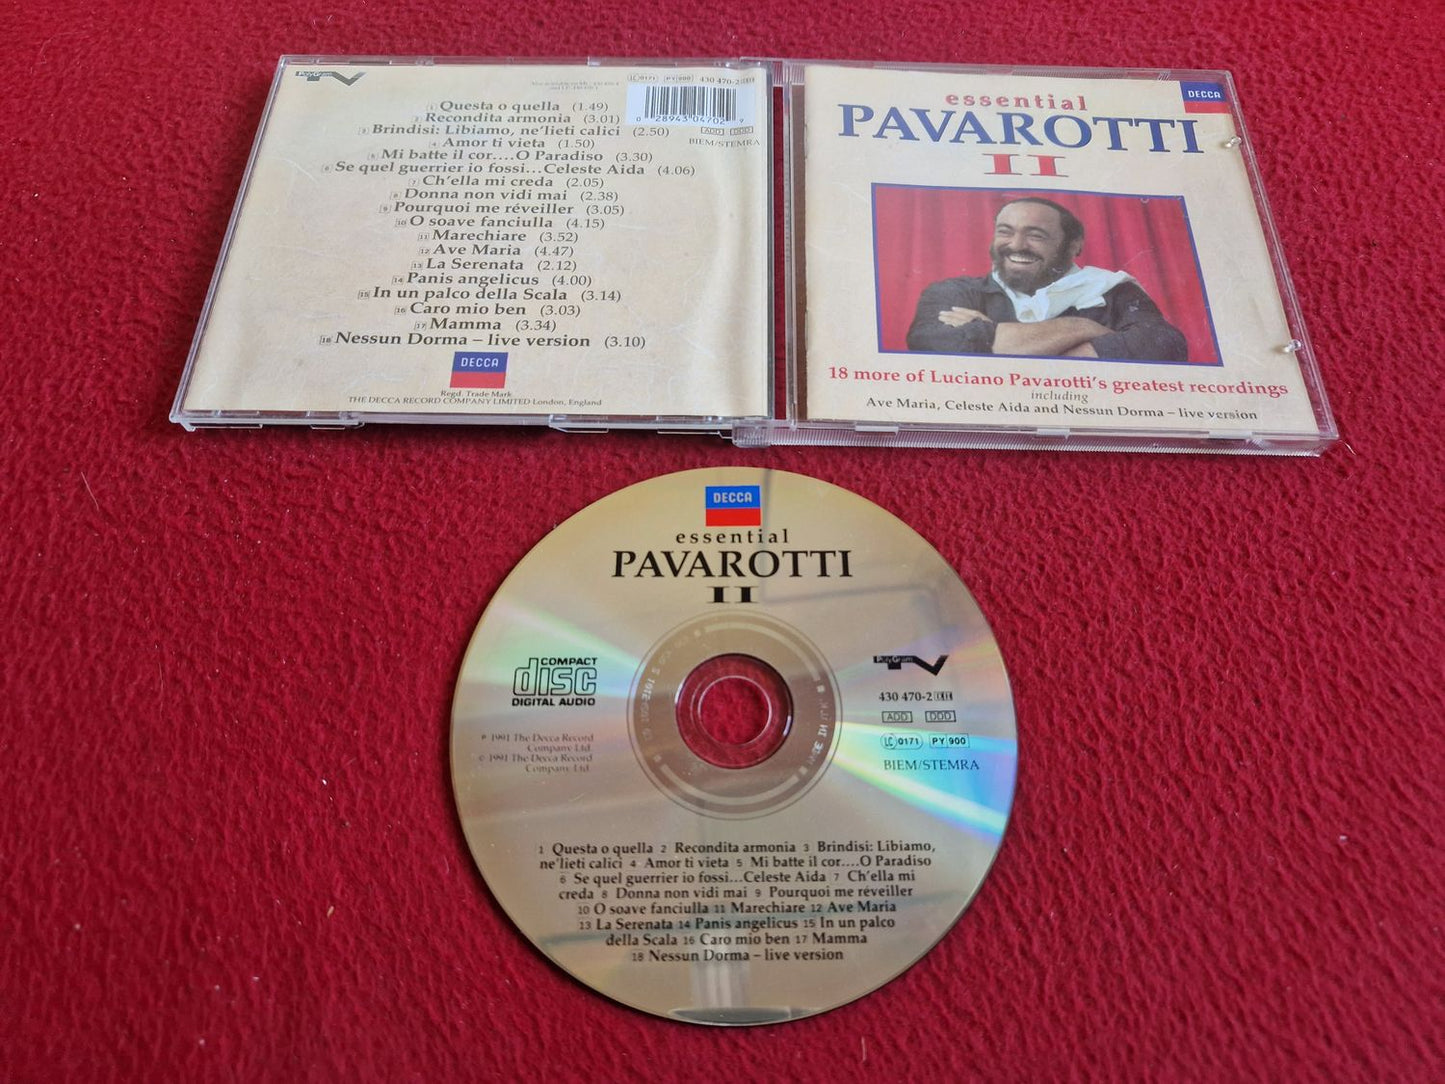 PolyGram TV
LC 0171 PY 900 430 470-2
0 28943 04702 9
ADD DDD
BIEM/STEMRA
1 Questa o quella (1.49)
2 Recondita armonia (3.01)
3 Brindisi: Libiamo, ne'lieti calici (2.50)
4 Amor ti vieta (1.50)
5 Mi batte il cor....O Paradiso (3.30)
6 Se quel guerrier io fossi...Celeste Aida (4.06)
7 Ch'ella mi creda (2.05)
8 Donna non vidi mai (2.38)
9 Pourquoi me réveiller (3.05)
10 O soave fanciulla (4.15)
11 Marechiare (3.52)
12 Ave Maria (4.47)
13 La Serenata (2.12)
14 Panis angelicus (4.00)
15 In un palco della Scala (3.14)
16 Caro mio ben (3.03)
17 Mamma (3.34)
18 Nessun Dorma – live version (3.10)
DECCA
Regd. Trade Mark
THE DECCA RECORD COMPANY LIMITED London, England
DECCA
essential
PAVAROTTI
II
18 more of Luciano Pavarotti's greatest recordings
including
Ave Maria, Celeste Aida and Nessun Dorma – live version
DECCA
essential
PAVAROTTI
II
COMPACT
disc
DIGITAL AUDIO
PolyGram TV
430 470-2
ADD DDD
LC 0171 PY 900
BIEM/STEMRA
℗ 1991 The Decca Record
Company Ltd.
© 1991 The Decca Record
Company Ltd.
1 Questa o quella 2 Recondita armonia 3 Brindisi: Libiamo,
ne'lieti calici 4 Amor ti vieta 5 Mi batte il cor....O Paradiso
6 Se quel guerrier io fossi...Celeste Aida 7 Ch'ella mi
creda 8 Donna non vidi mai 9 Pourquoi me réveiller
10 O soave fanciulla 11 Marechiare 12 Ave Maria
13 La Serenata 14 Panis angelicus 15 In un palco
della Scala 16 Caro mio ben 17 Mamma
18 Nessun Dorma – live version